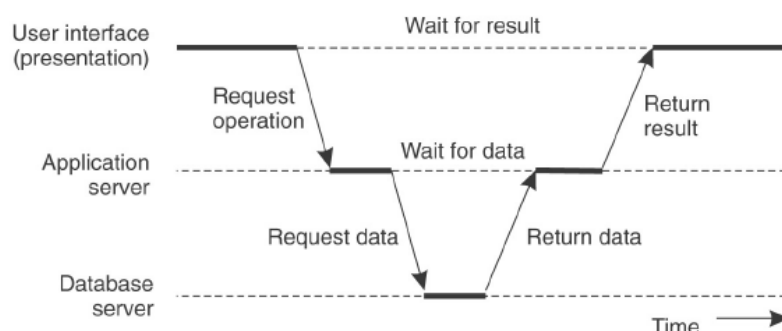 User interface
(presentation)
Wait for result
Request
operation
Return
result
Application
server
Wait for data
Request data
Return data
Database
server
Time